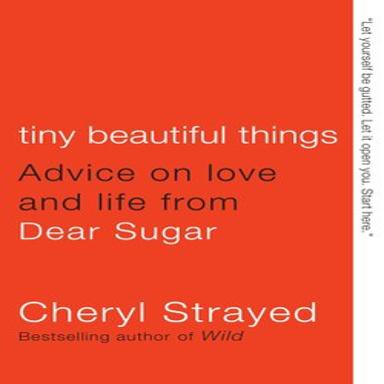 tiny beautiful things
Advice on love
and life from
Dear Sugar
Cheryl Strayed
Bestselling author of Wild
"Let yourself be gutted. Let it open you. Start here."